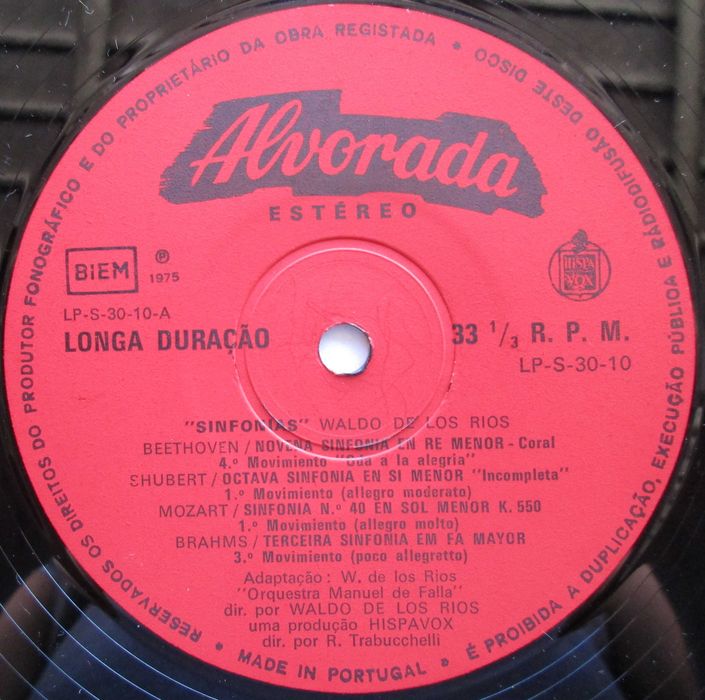 RESERVADOS OS DIREITOS DO PRODUTOR FONOGRÁFICO E DO PROPRIETÁRIO DA OBRA REGISTADA • É PROIBIDA A DUPLICAÇÃO, EXECUÇÃO PÚBLICA E RADIODIFUSÃO DESTE DISCO
Alvorada
ESTÉREO
BIEM
℗
1975
HISPA
VOX
LP-S-30-10-A
LONGA DURAÇÃO
33 1/3 R. P. M.
LP-S-30-10
"SINFONIAS" WALDO DE LOS RIOS
BEETHOVEN / NOVENA SINFONIA EN RE MENOR - Coral
4.º Movimiento "Oda a la alegria"
SHUBERT / OCTAVA SINFONIA EN SI MENOR "Incompleta"
1.º Movimiento (allegro moderato)
MOZART / SINFONIA N.º 40 EN SOL MENOR K. 550
1.º Movimiento (allegro molto)
BRAHMS / TERCEIRA SINFONIA EM FA MAYOR
3.º Movimiento (poco allegretto)
Adaptação: W. de los Rios
"Orquestra Manuel de Falla"
dir. por WALDO DE LOS RIOS
uma produção HISPAVOX
dir. por R. Trabucchelli
• MADE IN PORTUGAL •